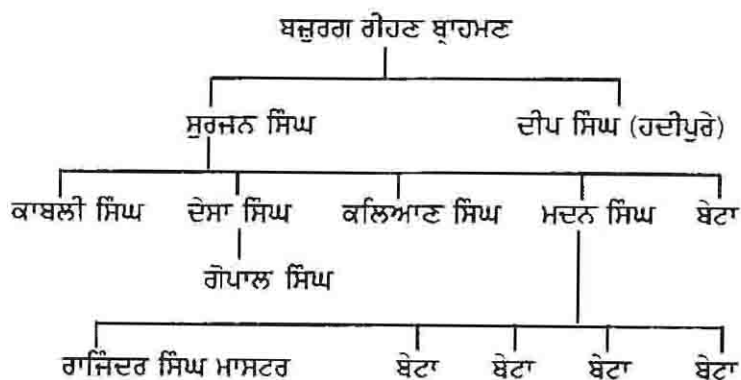 ਬਜ਼ੁਰਗ ਰੀਹਣ ਬ੍ਰਾਹਮਣ
ਸੁਰਜਨ ਸਿੰਘ ਦੀਪ ਸਿੰਘ (ਹਦੀਪੁਰੇ)
ਕਾਬਲੀ ਸਿੰਘ ਦੇਸਾ ਸਿੰਘ ਕਲਿਆਣ ਸਿੰਘ ਮਦਨ ਸਿੰਘ ਬੇਟਾ
ਗੋਪਾਲ ਸਿੰਘ
ਰਾਜਿੰਦਰ ਸਿੰਘ ਮਾਸਟਰ ਬੇਟਾ ਬੇਟਾ ਬੇਟਾ ਬੇਟਾ